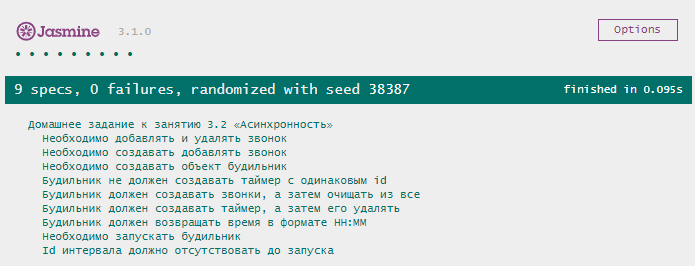 Jasmine 3.1.0 Options
9 specs, 0 failures, randomized with seed 38387 finished in 0.095s
Домашнее задание к занятию 3.2 «Асинхронность»
Необходимо добавлять и удалять звонок
Необходимо создавать добавлять звонок
Необходимо создавать объект будильник
Будильник не должен создавать таймер с одинаковым id
Будильник должен создавать звонки, а затем очищать из все
Будильник должен создавать таймер, а затем его удалять
Будильник должен возвращать время в формате HH:MM
Необходимо запускать будильник
Id интервала должно отсутствовать до запуска